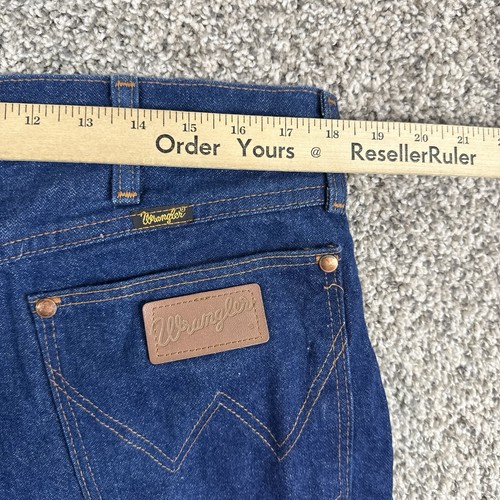 12 13 14 15 16 17 18 19 20 21
Order Yours @ ResellerRuler
Wrangler
Wrangler